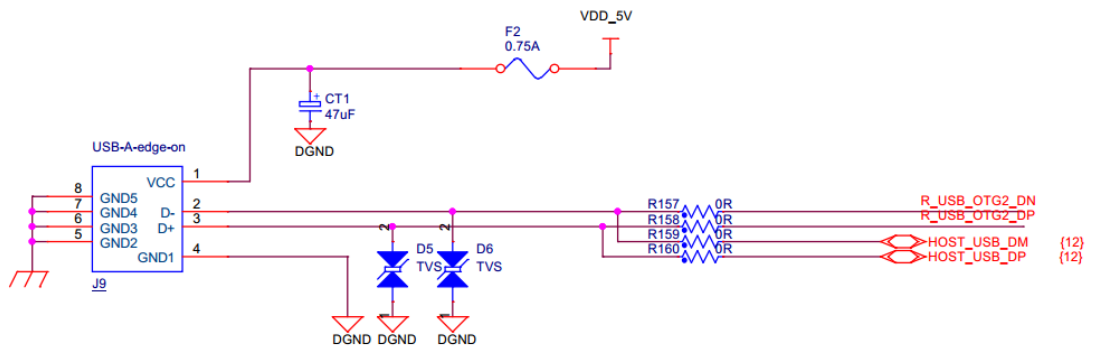 VDD_5V
F2
0.75A
CT1
47uF
DGND
USB-A-edge-on
VCC 1
8 GND5
7 GND4 D- 2
6 GND3 D+ 3
5 GND2
GND1 4
J9
2 2
D5 D6
TVS TVS
1 1
DGND DGND DGND
R157 0R R_USB_OTG2_DN
R158 0R R_USB_OTG2_DP
R159 0R HOST_USB_DM {12}
R160 0R HOST_USB_DP {12}